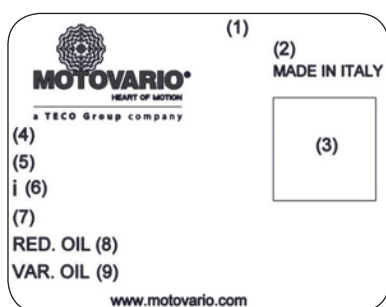 (1)
(2)
MADE IN ITALY
MOTOVARIO®
HEART OF MOTION
a TECO Group company
(3)
(4)
(5)
i (6)
(7)
RED. OIL (8)
VAR. OIL (9)
www.motovario.com